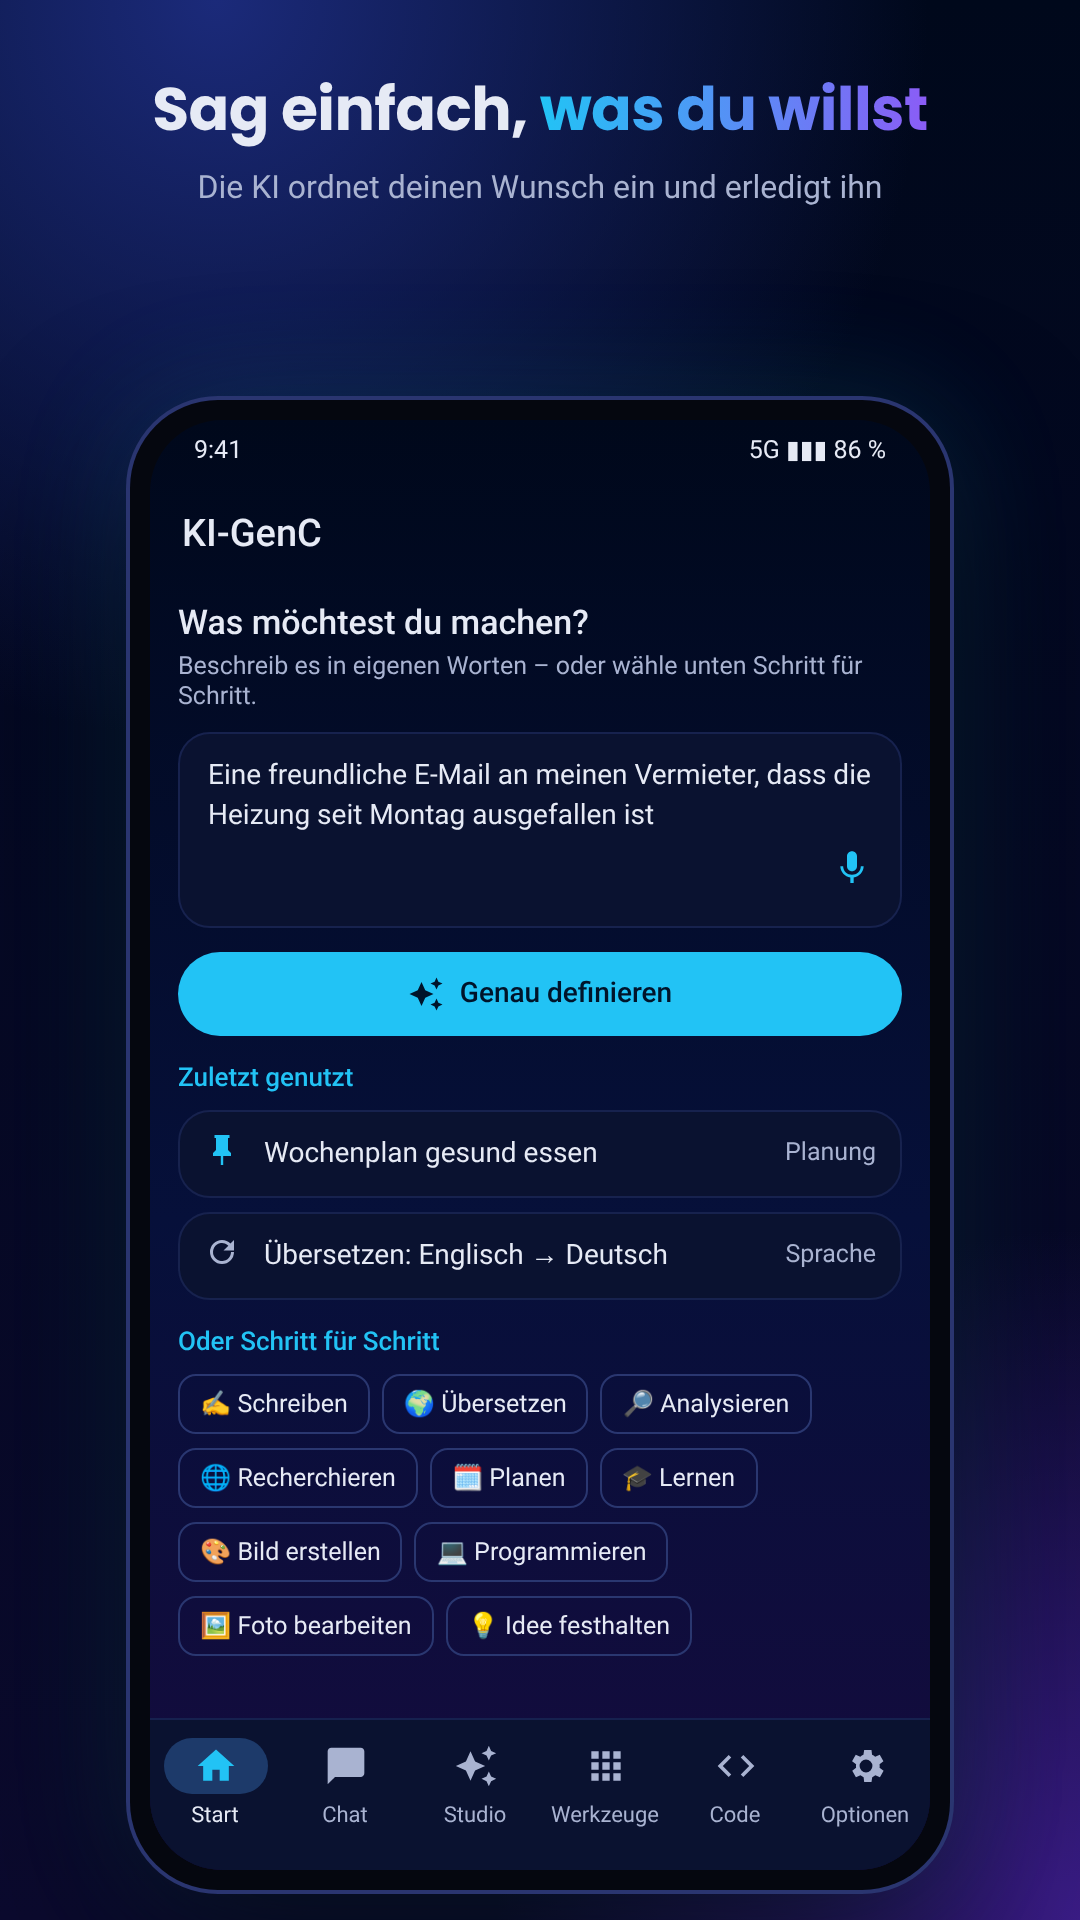 Sag einfach, was du willst
Die KI ordnet deinen Wunsch ein und erledigt ihn
9:41
5G ▮▮▮ 86 %
KI-GenC
Was möchtest du machen?
Beschreib es in eigenen Worten – oder wähle unten Schritt für
Schritt.
Eine freundliche E-Mail an meinen Vermieter, dass die
Heizung seit Montag ausgefallen ist
Genau definieren
Zuletzt genutzt
Wochenplan gesund essen
Planung
Übersetzen: Englisch → Deutsch
Sprache
Oder Schritt für Schritt
✍️ Schreiben
🌍 Übersetzen
🔎 Analysieren
🌐 Recherchieren
🗓️ Planen
🎓 Lernen
🎨 Bild erstellen
💻 Programmieren
🖼️ Foto bearbeiten
💡 Idee festhalten
Start
Chat
Studio
Werkzeuge
Code
Optionen